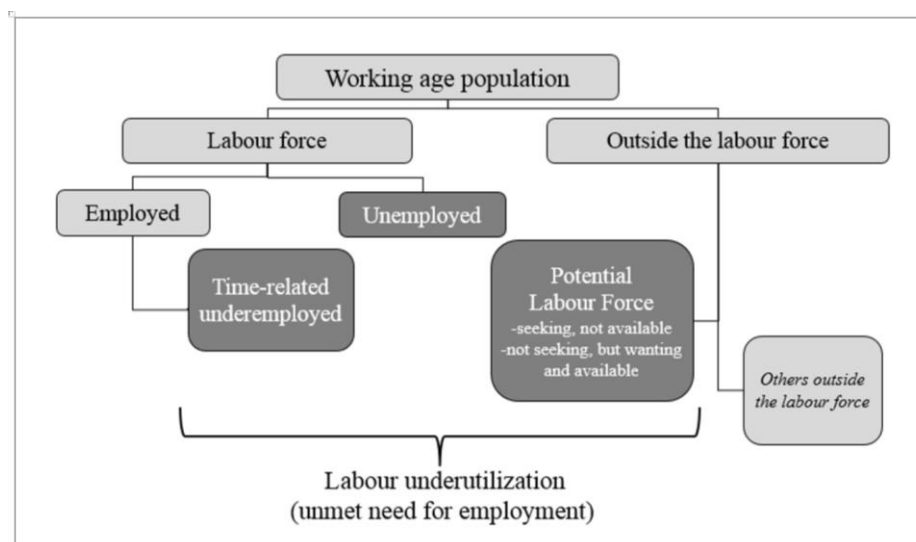 Working age population
Labour force
Outside the labour force
Employed
Unemployed
Time-related
underemployed
Potential
Labour Force
-seeking, not available
-not seeking, but wanting
and available
Others outside
the labour force
Labour underutilization
(unmet need for employment)